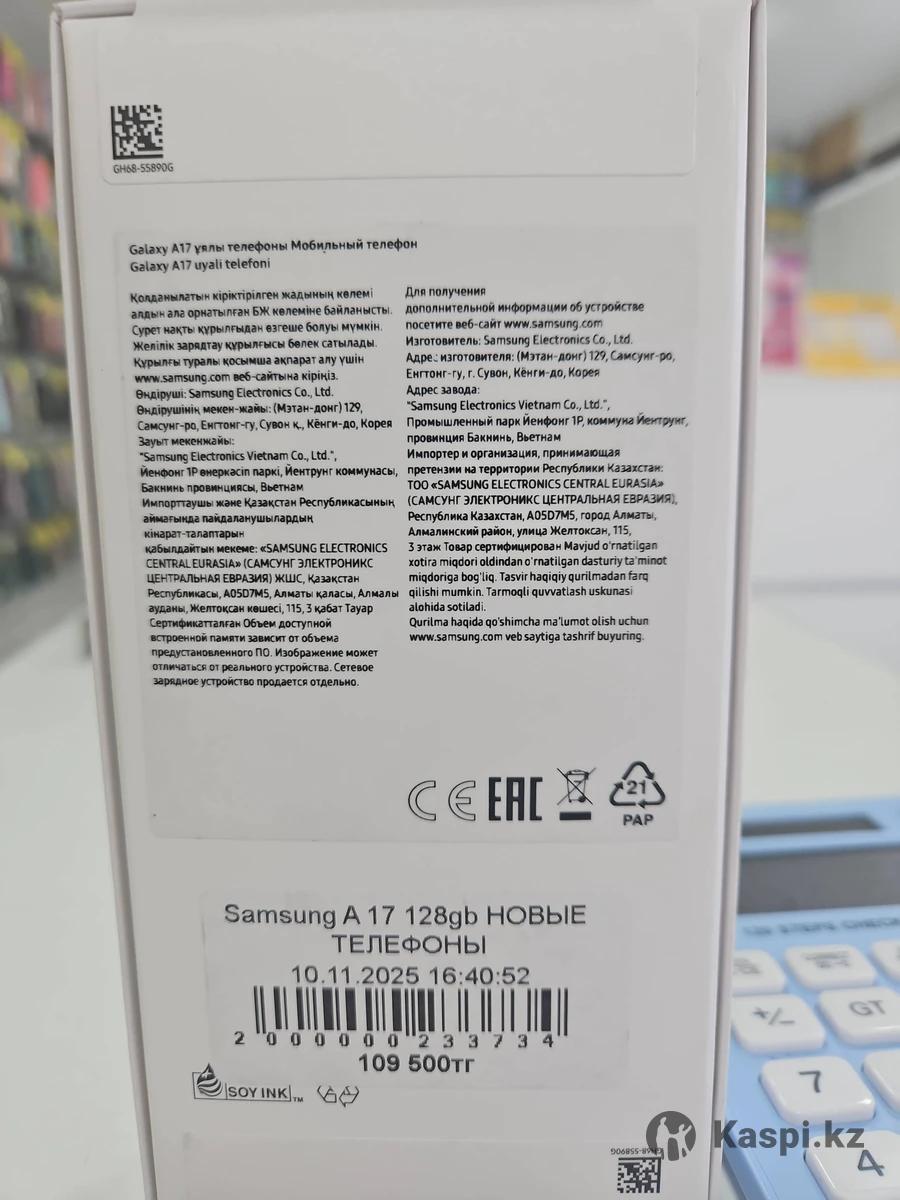 GH68-55890G
Galaxy A17 ұялы телефоны Мобильный телефон
Galaxy A17 uyali telefoni
Қолданылатын кіріктірілген жадының көлемі
алдын ала орнатылған БЖ көлеміне байланысты.
Сурет нақты құрылғыдан өзгеше болуы мүмкін.
Желілік зарядтау құрылғысы бөлек сатылады.
Құрылғы туралы қосымша ақпарат алу үшін
www.samsung.com веб-сайтына кіріңіз.
Өндіруші: Samsung Electronics Co., Ltd.
Өндірушінің мекен-жайы: (Мэтан-донг) 129,
Самсунг-ро, Енгтонг-гу, Сувон қ., Кёнги-до, Корея
Зауыт мекенжайы:
"Samsung Electronics Vietnam Co., Ltd.",
Йенфонг 1Р өнеркәсіп паркі, Йентрунг коммунасы,
Бакнинь провинциясы, Вьетнам
Импорттаушы және Қазақстан Республикасының
аймағында пайдаланушылардың
кінарат-талаптарын
қабылдайтын мекеме: «SAMSUNG ELECTRONICS
CENTRAL EURASIA» (САМСУНГ ЭЛЕКТРОНИКС
ЦЕНТРАЛЬНАЯ ЕВРАЗИЯ) ЖШС, Қазақстан
Республикасы, A05D7M5, Алматы қаласы, Алмалы
ауданы, Желтоқсан көшесі, 115, 3 қабат Тауар
Сертификатталған Объем доступной
встроенной памяти зависит от объема
предустановленного ПО. Изображение может
отличаться от реального устройства. Сетевое
зарядное устройство продается отдельно.
Для получения
дополнительной информации об устройстве
посетите веб-сайт www.samsung.com
Изготовитель: Samsung Electronics Co., Ltd.
Адрес изготовителя: (Мэтан-донг) 129, Самсунг-ро,
Енгтонг-гу, г. Сувон, Кёнги-до, Корея
Адрес завода:
"Samsung Electronics Vietnam Co., Ltd.",
Промышленный парк Йенфонг 1Р, коммуна Йентрунг,
провинция Бакнинь, Вьетнам
Импортер и организация, принимающая
претензии на территории Республики Казахстан:
ТОО «SAMSUNG ELECTRONICS CENTRAL EURASIA»
(САМСУНГ ЭЛЕКТРОНИКС ЦЕНТРАЛЬНАЯ ЕВРАЗИЯ),
Республика Казахстан, A05D7M5, город Алматы,
Алмалинский район, улица Желтоксан, 115,
3 этаж Товар сертифицирован Mavjud o'rnatilgan
xotira miqdori oldindan o'rnatilgan dasturiy ta'minot
miqdoriga bog'liq. Tasvir haqiqiy qurilmadan farq
qilishi mumkin. Tarmoqli quvvatlash uskunasi
alohida sotiladi.
Qurilma haqida qo'shimcha ma'lumot olish uchun
www.samsung.com veb saytiga tashrif buyuring.
CE EAC 21
PAP
Samsung A 17 128gb НОВЫЕ
ТЕЛЕФОНЫ
10.11.2025 16:40:52
2 000000 233734
109 500тг
SOY INK™
GH68-55890G
Kaspi.kz
+/-
GT
7
4